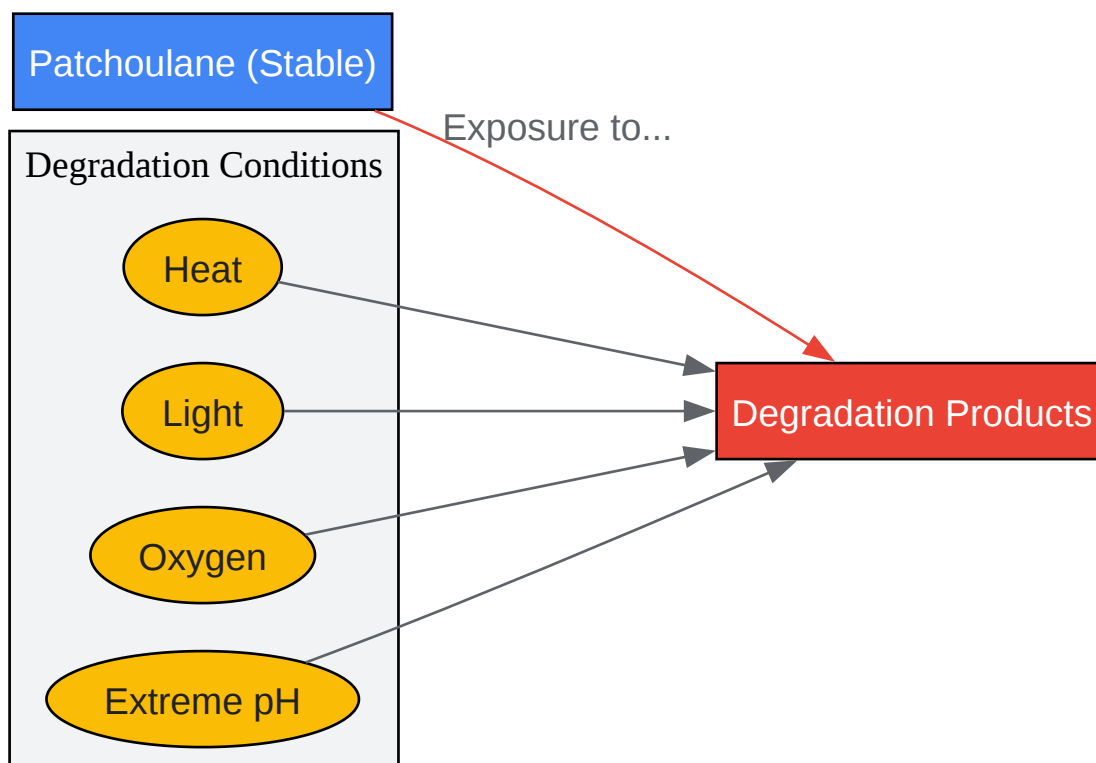 Patchoulane (Stable)
Exposure to...
Degradation Conditions
Heat
Light
Degradation Products
Oxygen
Extreme pH